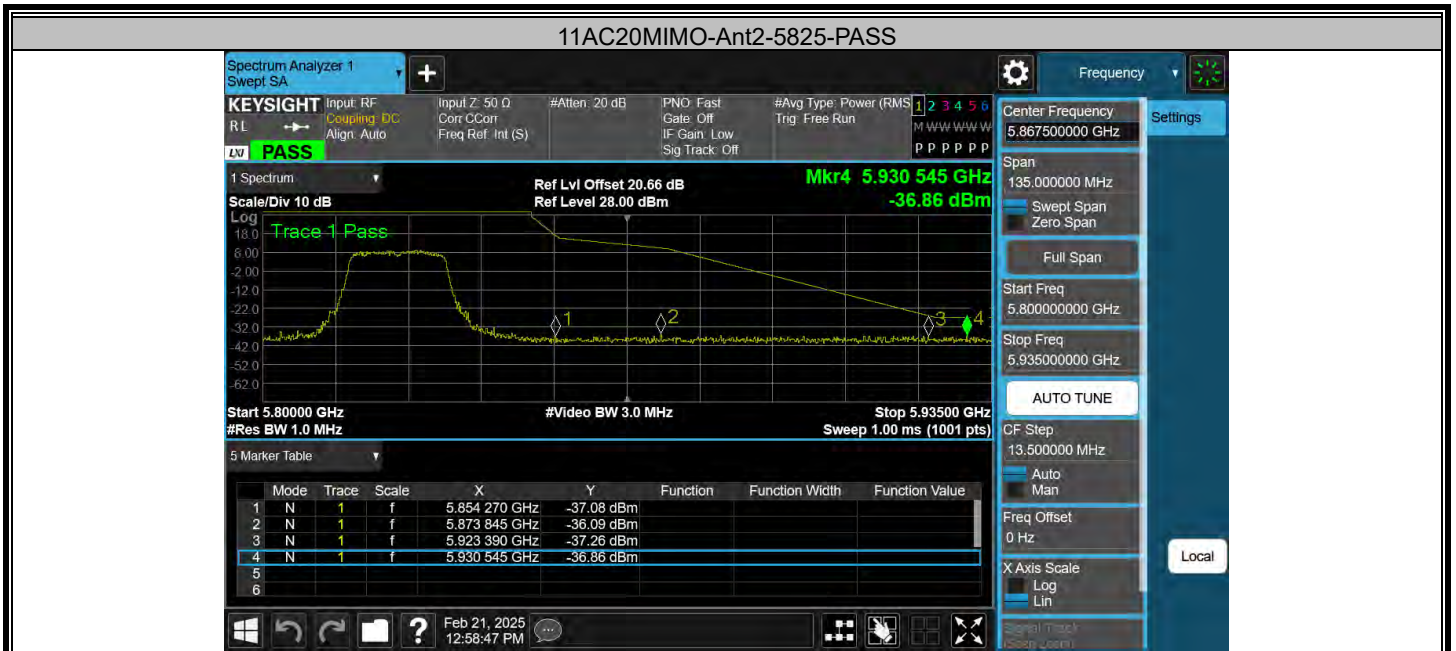 11AC20MIMO-Ant2-5825-PASS
Spectrum Analyzer 1
Swept SA
+
Frequency
KEYSIGHT
RL
LXI
PASS
Input: RF
Coupling: DC
Align: Auto
Input Z: 50 Ω
Corr CCorr
Freq Ref: Int (S)
#Atten: 20 dB
PNO: Fast
Gate: Off
IF Gain: Low
Sig Track: Off
#Avg Type: Power (RMS
Trig: Free Run
1 2 3 4 5 6
M W W W W W
P P P P P P
1 Spectrum
Scale/Div 10 dB
Ref Lvl Offset 20.66 dB
Ref Level 28.00 dBm
Mkr4 5.930 545 GHz
-36.86 dBm
Log
Trace 1 Pass
18.0
8.00
-2.00
-12.0
-22.0
-32.0
-42.0
-52.0
-62.0
1
2
3
4
Start 5.80000 GHz
#Video BW 3.0 MHz
Stop 5.93500 GHz
#Res BW 1.0 MHz
Sweep 1.00 ms (1001 pts)
5 Marker Table
Mode Trace Scale X Y Function Function Width Function Value
1 N 1 f 5.854 270 GHz -37.08 dBm
2 N 1 f 5.873 845 GHz -36.09 dBm
3 N 1 f 5.923 390 GHz -37.26 dBm
4 N 1 f 5.930 545 GHz -36.86 dBm
5
6
?
Feb 21, 2025
12:58:47 PM
Center Frequency
5.867500000 GHz
Settings
Span
135.000000 MHz
Swept Span
Zero Span
Full Span
Start Freq
5.800000000 GHz
Stop Freq
5.935000000 GHz
AUTO TUNE
CF Step
13.500000 MHz
Auto
Man
Freq Offset
0 Hz
X Axis Scale
Log
Lin
Local
Signal Track
(Span Zoom)